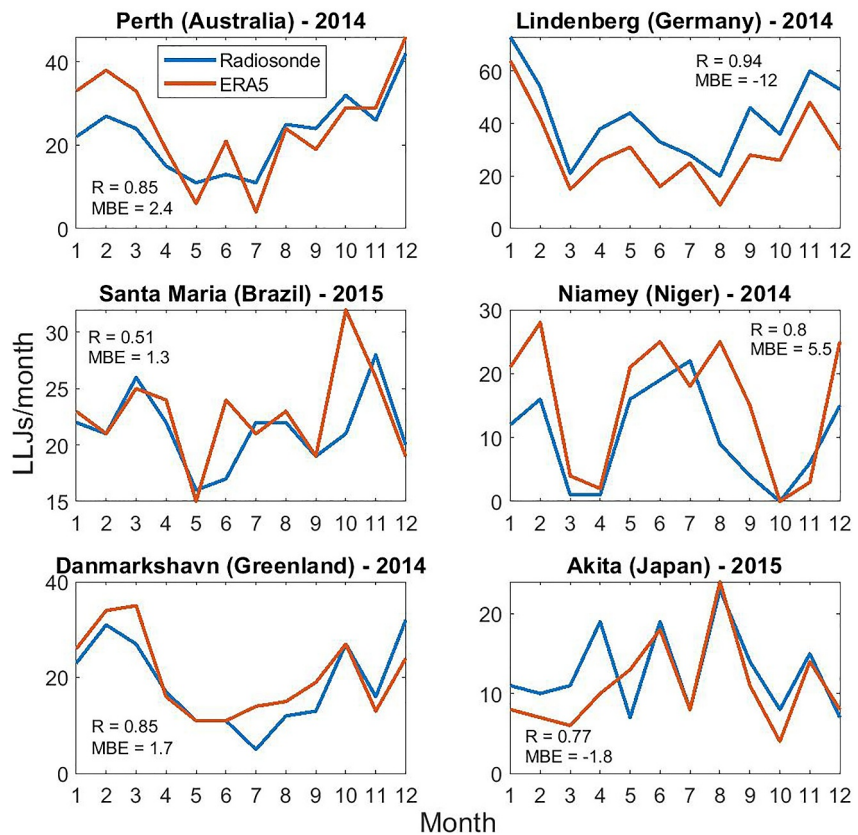 Perth (Australia) - 2014
Radiosonde
ERA5
40
20
0
R = 0.85
MBE = 2.4
1 2 3 4 5 6 7 8 9 10 11 12
Lindenberg (Germany) - 2014
R = 0.94
MBE = -12
60
40
20
0
1 2 3 4 5 6 7 8 9 10 11 12
LLJs/month
Santa Maria (Brazil) - 2015
R = 0.51
MBE = 1.3
30
25
20
15
1 2 3 4 5 6 7 8 9 10 11 12
Niamey (Niger) - 2014
R = 0.8
MBE = 5.5
30
20
10
0
1 2 3 4 5 6 7 8 9 10 11 12
Danmarkshavn (Greenland) - 2014
40
20
0
R = 0.85
MBE = 1.7
1 2 3 4 5 6 7 8 9 10 11 12
Akita (Japan) - 2015
20
10
0
R = 0.77
MBE = -1.8
1 2 3 4 5 6 7 8 9 10 11 12
Month